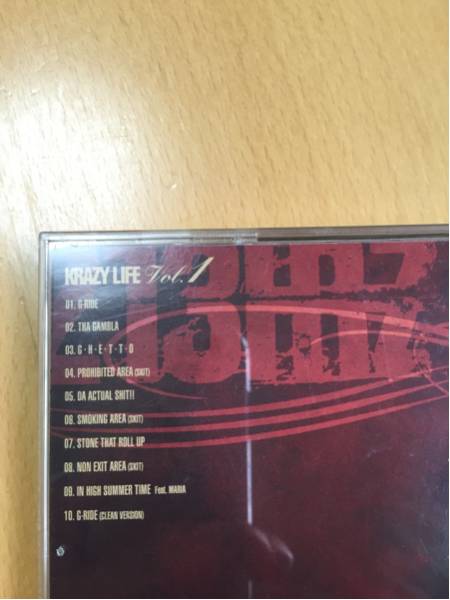 KRAZY LIFE Vol.1
01. G-RIDE
02. THA GAMBLA
03. G·H·E·T·T·O
04. PROHIBITED AREA (SKIT)
05. DA ACTUAL SHIT!!
06. SMOKING AREA (SKIT)
07. STONE THAT ROLL UP
08. NON EXIT AREA (SKIT)
09. IN HIGH SUMMER TIME Feat. MARIA
10. G-RIDE (CLEAN VERSION)